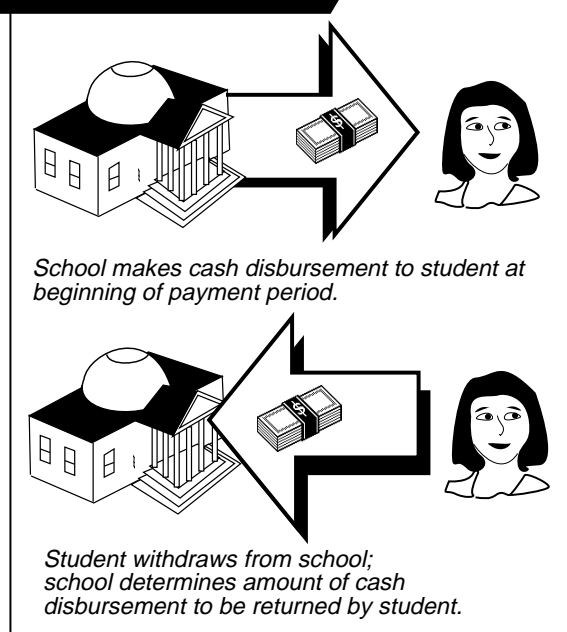 School makes cash disbursement to student at
beginning of payment period.
Student withdraws from school;
school determines amount of cash
disbursement to be returned by student.